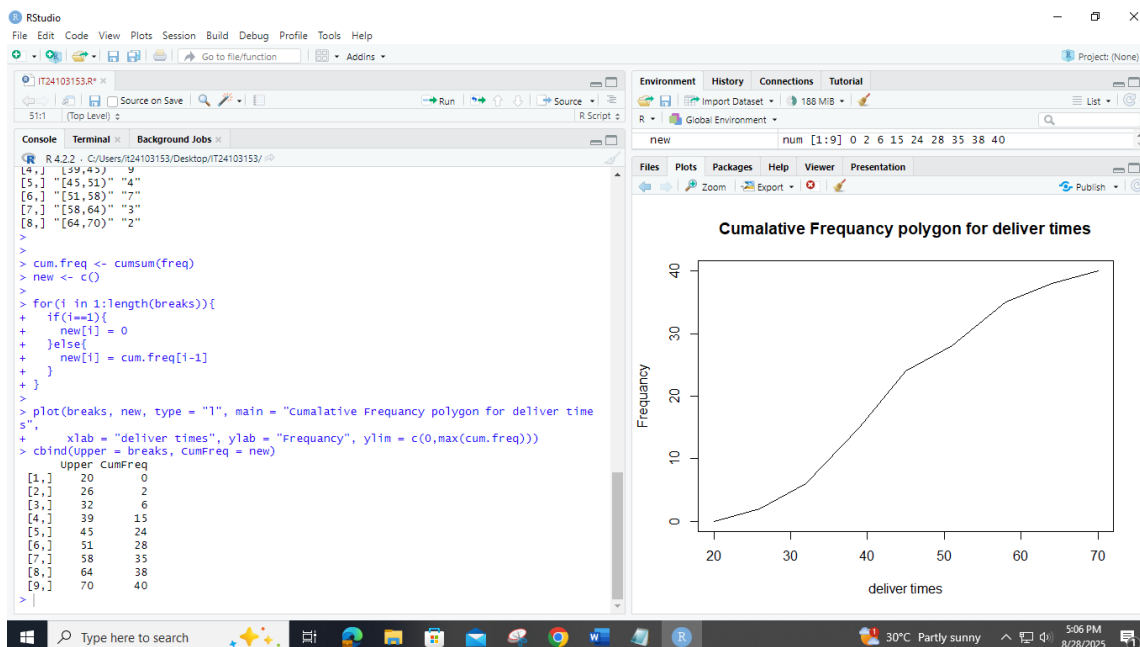 RStudio
File Edit Code View Plots Session Build Debug Profile Tools Help
Go to file/function
Addins
Project: (None)
IT24103153.R*
Source on Save
Run
Source
51:1 (Top Level)
R Script
Console Terminal Background Jobs
R 4.2.2 · C:/Users/it24103153/Desktop/IT24103153/
[4,] "[39,45)" "9"
[5,] "[45,51)" "4"
[6,] "[51,58)" "7"
[7,] "[58,64)" "3"
[8,] "[64,70)" "2"
>
>
> cum.freq <- cumsum(freq)
> new <- c()
>
> for(i in 1:length(breaks)){
+   if(i==1){
+     new[i] = 0
+   }else{
+     new[i] = cum.freq[i-1]
+   }
+ }
>
> plot(breaks, new, type = "l", main = "Cumalative Frequancy polygon for deliver time
s",
+      xlab = "deliver times", ylab = "Frequancy", ylim = c(0,max(cum.freq)))
> cbind(Upper = breaks, CumFreq = new)
Upper CumFreq
[1,] 20 0
[2,] 26 2
[3,] 32 6
[4,] 39 15
[5,] 45 24
[6,] 51 28
[7,] 58 35
[8,] 64 38
[9,] 70 40
>
Environment History Connections Tutorial
Import Dataset
188 MiB
List
R
Global Environment
new num [1:9] 0 2 6 15 24 28 35 38 40
Files Plots Packages Help Viewer Presentation
Zoom
Export
Publish
Cumalative Frequancy polygon for deliver times
Frequancy
40
30
20
10
0
20 30 40 50 60 70
deliver times
Type here to search
30°C Partly sunny
5:06 PM
8/28/2025